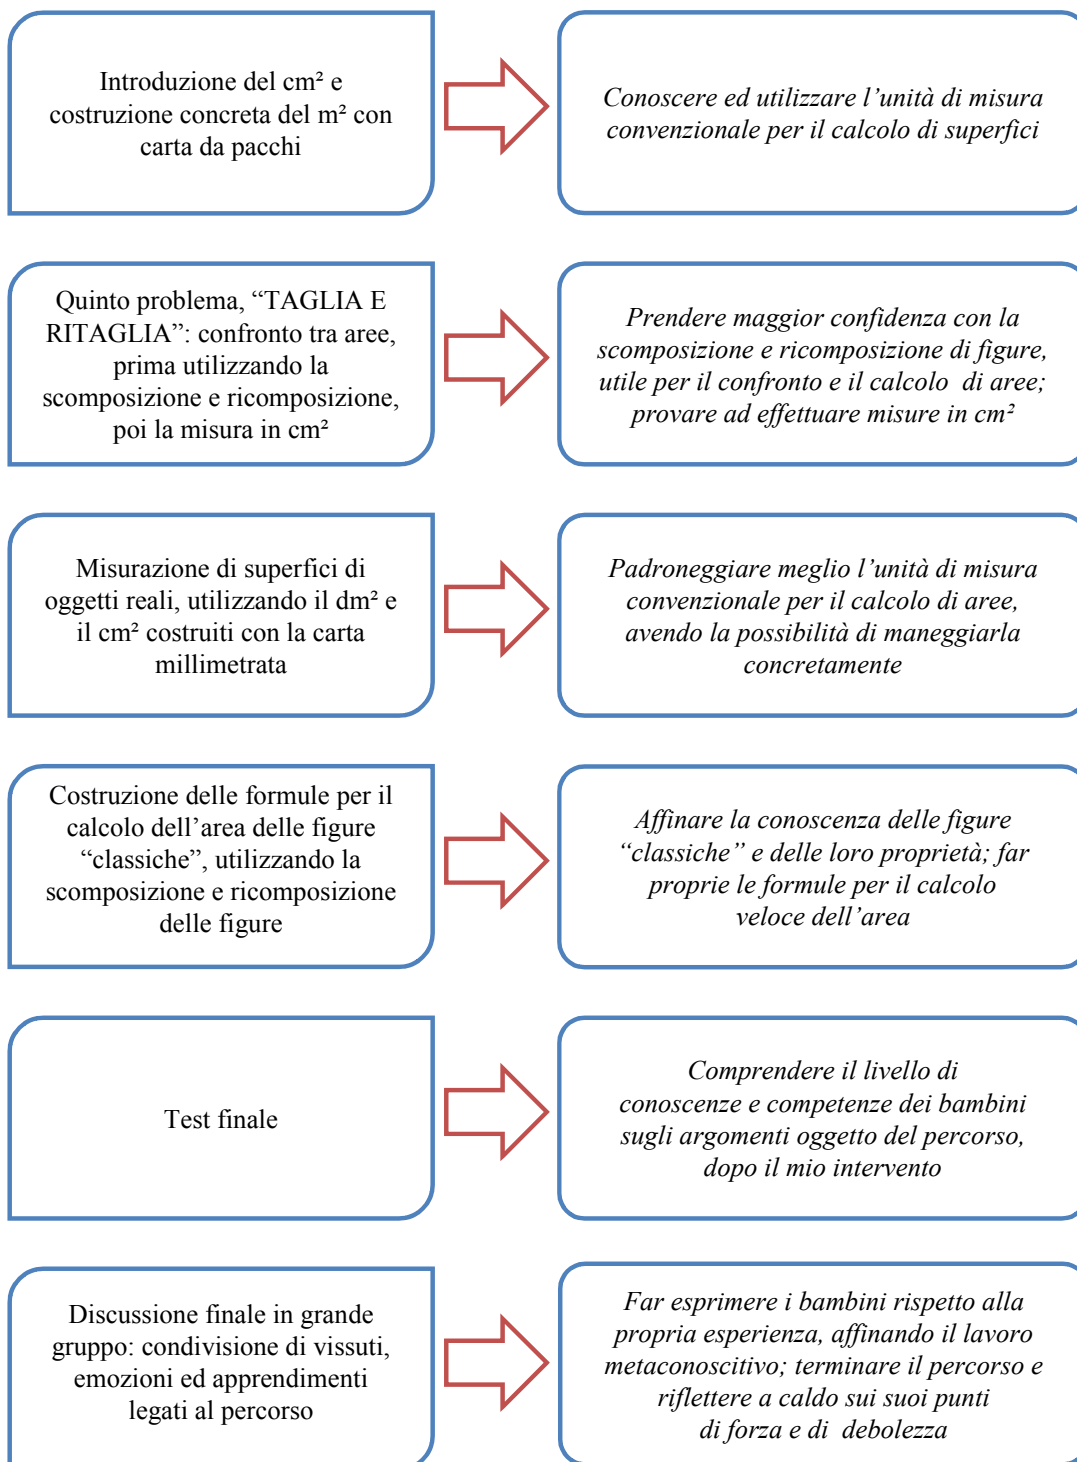 Introduzione del cm² e
costruzione concreta del m² con
carta da pacchi
Conoscere ed utilizzare l’unità di misura
convenzionale per il calcolo di superfici
Quinto problema, “TAGLIA E
RITAGLIA”: confronto tra aree,
prima utilizzando la
scomposizione e ricomposizione,
poi la misura in cm²
Prendere maggior confidenza con la
scomposizione e ricomposizione di figure,
utile per il confronto e il calcolo di aree;
provare ad effettuare misure in cm²
Misurazione di superfici di
oggetti reali, utilizzando il dm² e
il cm² costruiti con la carta
millimetrata
Padroneggiare meglio l’unità di misura
convenzionale per il calcolo di aree,
avendo la possibilità di maneggiarla
concretamente
Costruzione delle formule per il
calcolo dell’area delle figure
“classiche”, utilizzando la
scomposizione e ricomposizione
delle figure
Affinare la conoscenza delle figure
“classiche” e delle loro proprietà; far
proprie le formule per il calcolo
veloce dell’area
Test finale
Comprendere il livello di
conoscenze e competenze dei bambini
sugli argomenti oggetto del percorso,
dopo il mio intervento
Discussione finale in grande
gruppo: condivisione di vissuti,
emozioni ed apprendimenti
legati al percorso
Far esprimere i bambini rispetto alla
propria esperienza, affinando il lavoro
metaconoscitivo; terminare il percorso e
riflettere a caldo sui suoi punti
di forza e di debolezza